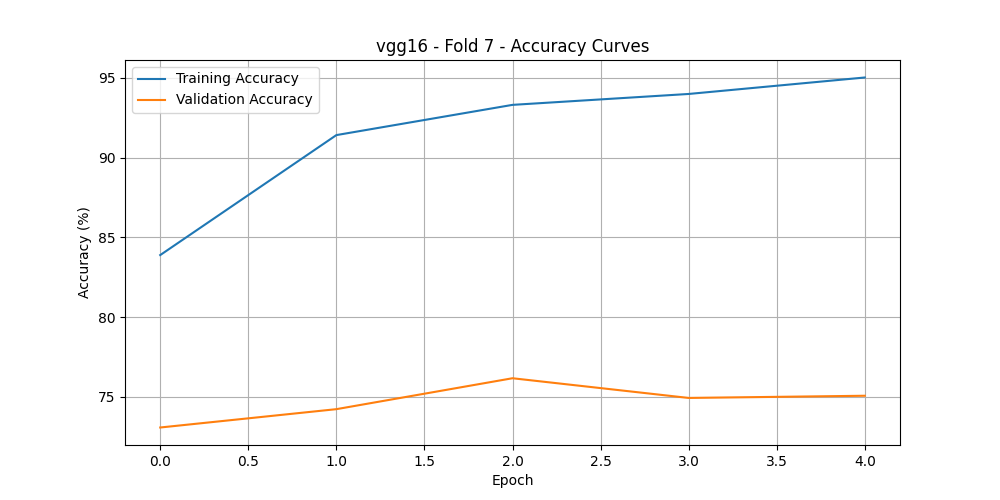 vgg16 - Fold 7 - Accuracy Curves
Training Accuracy
Validation Accuracy
Accuracy (%)
95
90
85
80
75
0.0 0.5 1.0 1.5 2.0 2.5 3.0 3.5 4.0
Epoch